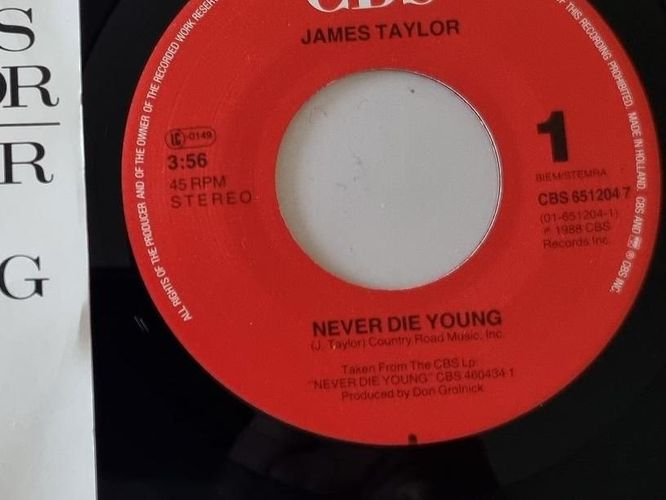 S
OR
R
G
CBS
JAMES TAYLOR
LC-0149
3:56
45 RPM
STEREO
1
BIEM/STEMRA
CBS 651204 7
(01-651204-1)
℗ 1988 CBS
Records Inc.
NEVER DIE YOUNG
(J. Taylor) Country Road Music, Inc.
Taken From The CBS Lp:
"NEVER DIE YOUNG" CBS 460434 1
Produced by Don Grolnick
ALL RIGHTS OF THE PRODUCER AND OF THE OWNER OF THE RECORDED WORK RESER
OF THIS RECORDING PROHIBITED. MADE IN HOLLAND. CBS AND ® CBS INC.